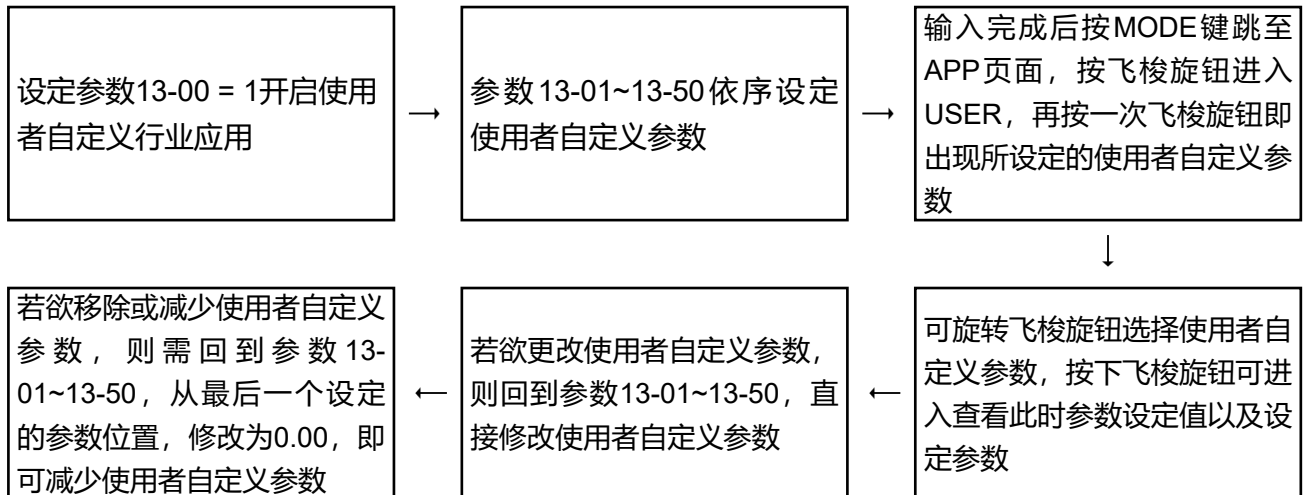 设定参数13-00 = 1开启使用
者自定义行业应用
参数13-01~13-50依序设定
使用者自定义参数
输入完成后按MODE键跳至
APP页面，按飞梭旋钮进入
USER，再按一次飞梭旋钮即
出现所设定的使用者自定义参
数
可旋转飞梭旋钮选择使用者自
定义参数，按下飞梭旋钮可进
入查看此时参数设定值以及设
定参数
若欲更改使用者自定义参数，
则回到参数13-01~13-50，直
接修改使用者自定义参数
若欲移除或减少使用者自定义
参数，则需回到参数13-
01~13-50，从最后一个设定
的参数位置，修改为0.00，即
可减少使用者自定义参数